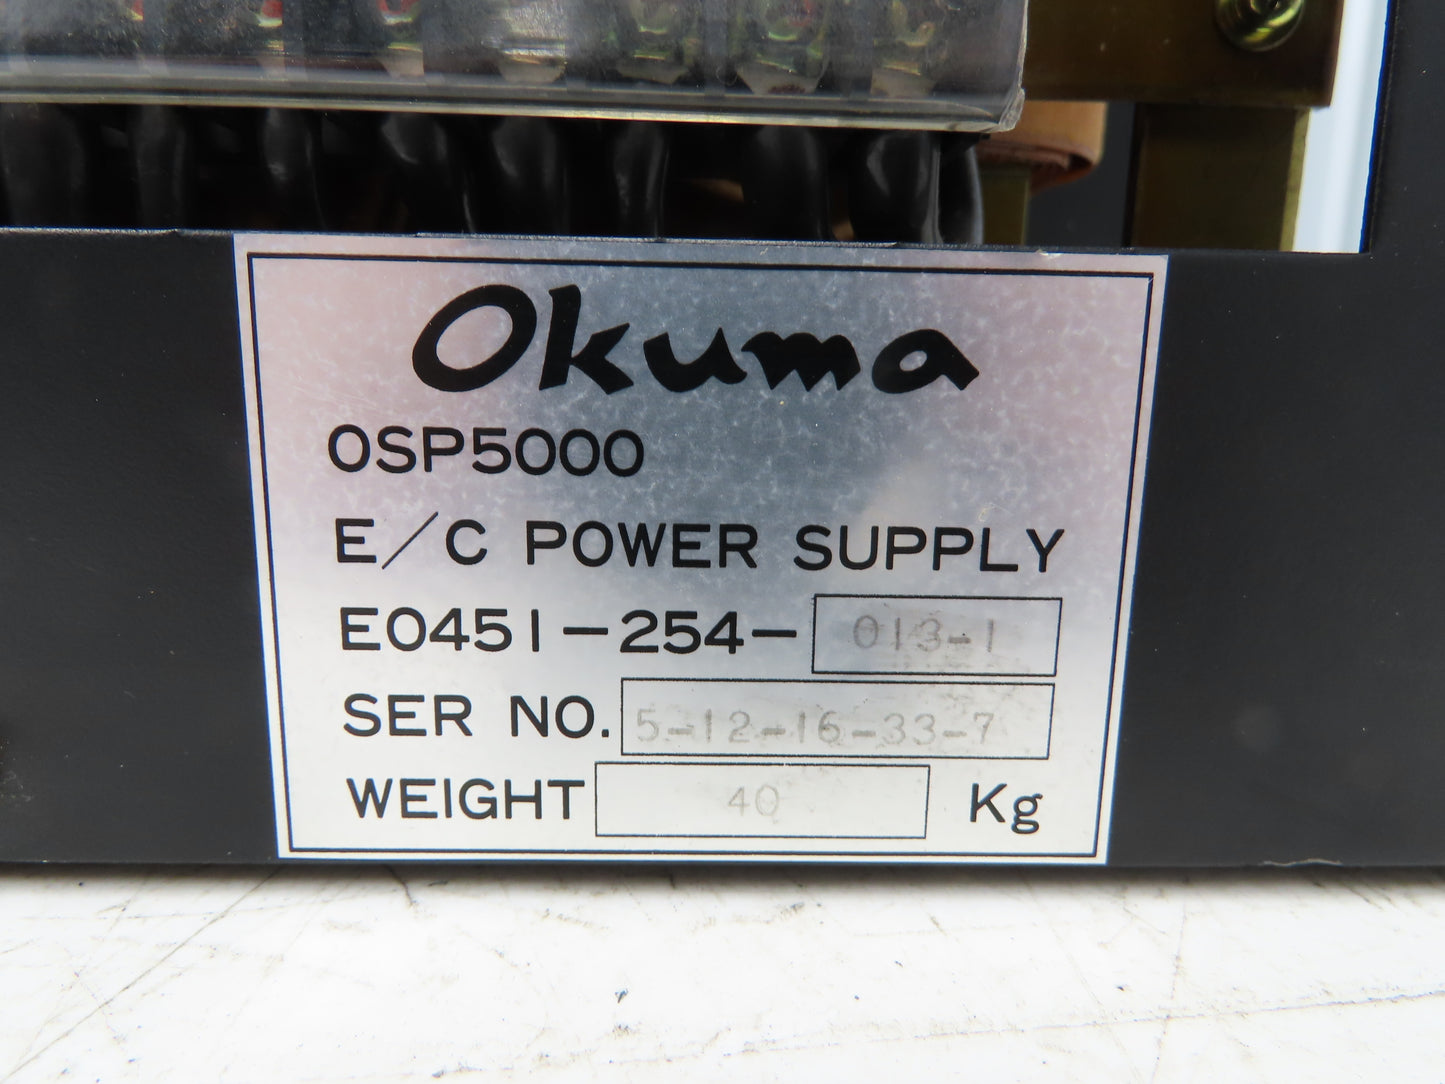 Okuma
OSP5000
E/C POWER SUPPLY
E0451-254-013-1
SER NO. 5-12-16-33-7
WEIGHT 40 Kg